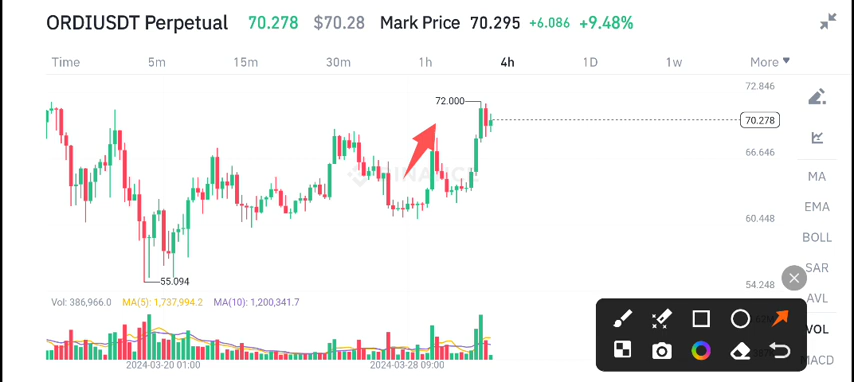 ORDIUSDT Perpetual 70.278 $70.28 Mark Price 70.295 +6.086 +9.48%
Time 5m 15m 30m 1h 4h 1D 1w More
72.846
72.000
70.278
66.646
BINANCE
MA
EMA
60.448
BOLL
SAR
55.094
54.248
AVL
Vol: 386,966.0 MA(5): 1,737,994.2 MA(10): 1,200,341.7
VOL
MACD
2024-03-20 01:00 2024-03-28 09:00